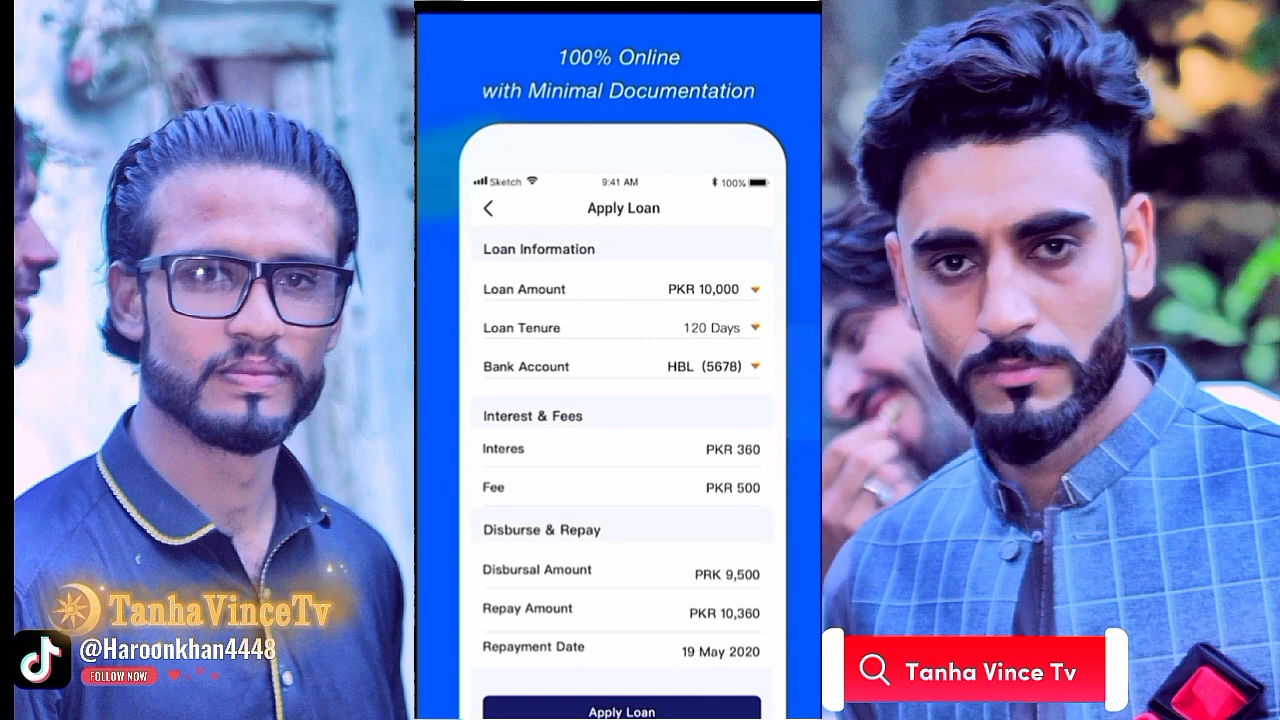 100% Online
with Minimal Documentation
Sketch 9:41 AM 100%
Apply Loan
Loan Information
Loan Amount PKR 10,000
Loan Tenure 120 Days
Bank Account HBL (5678)
Interest & Fees
Interes PKR 360
Fee PKR 500
Disburse & Repay
Disbursal Amount PRK 9,500
Repay Amount PKR 10,360
Repayment Date 19 May 2020
Apply Loan
TanhaVinceTv
@Haroonkhan4448
FOLLOW NOW
Tanha Vince Tv